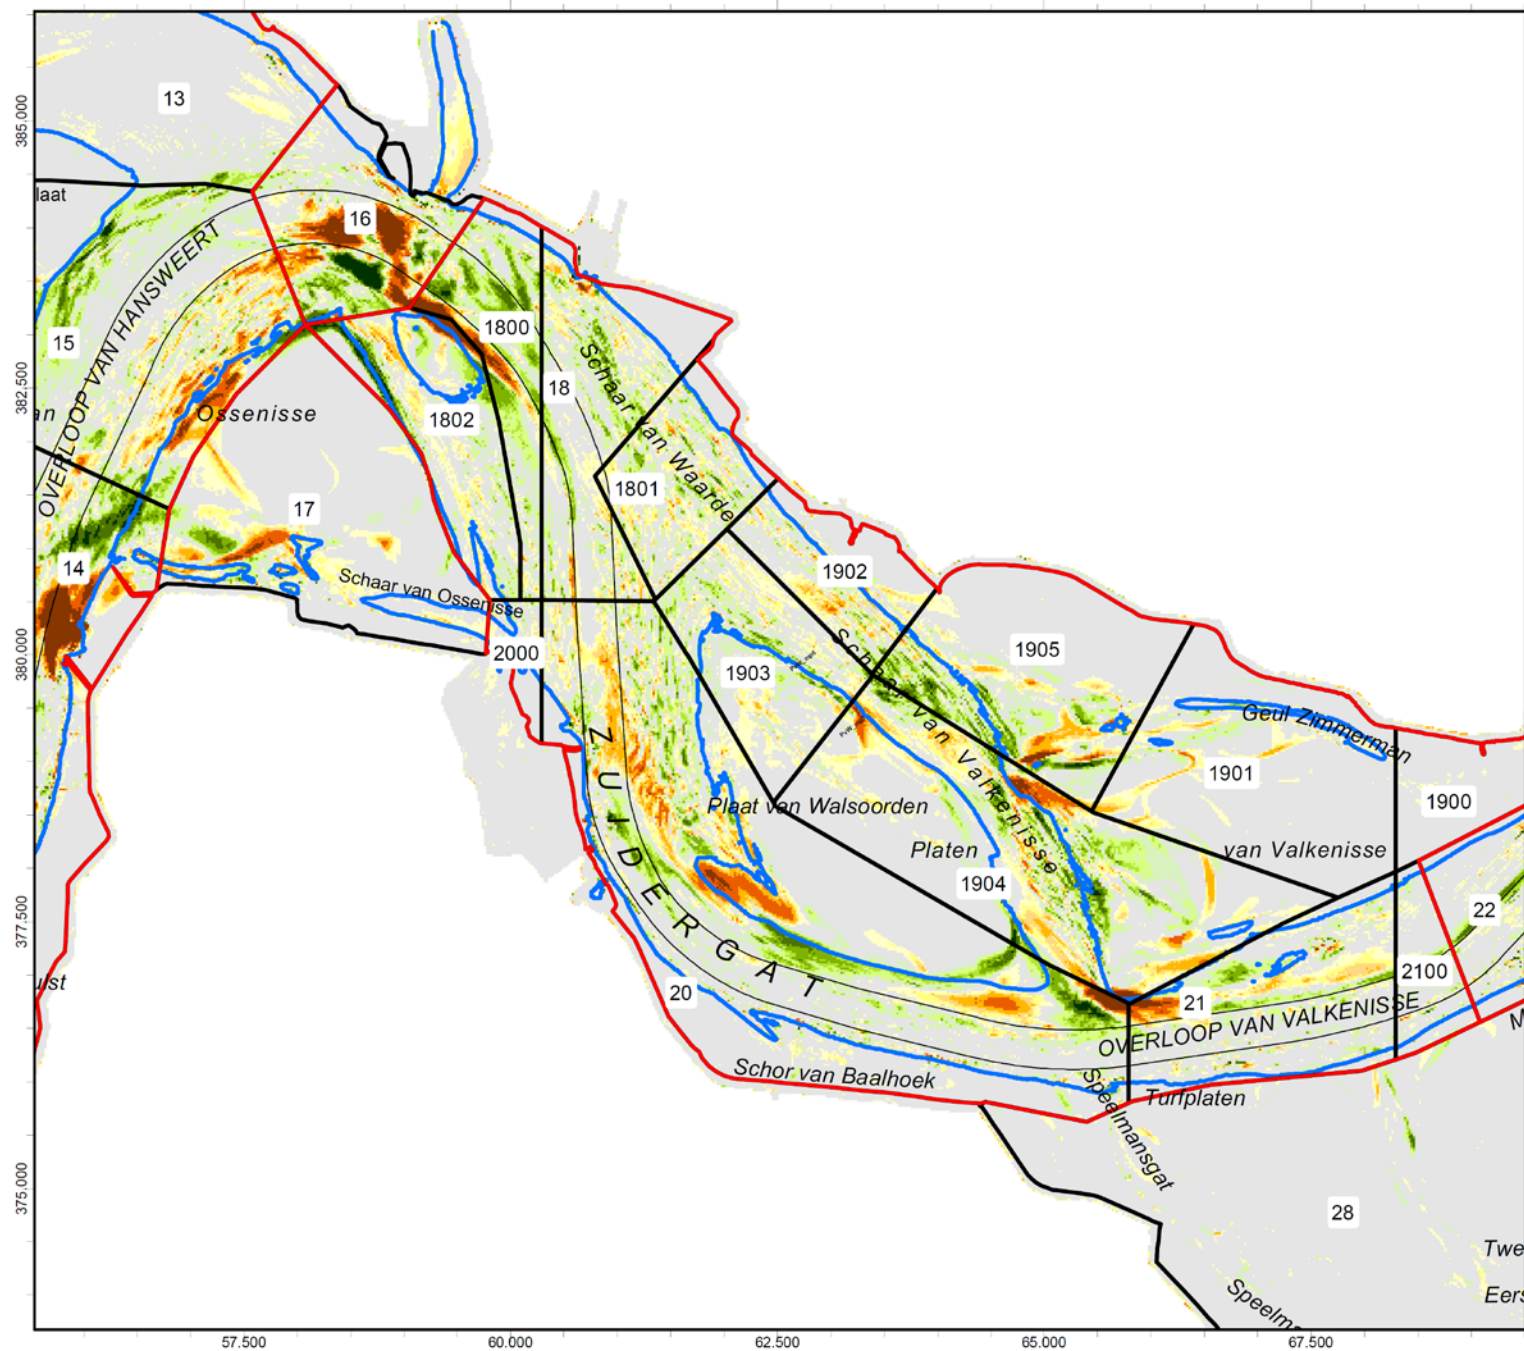 13
16
laat
385.000
OVERLOOP VAN HANSWEERT
15
1800
18
1802
382.500
an
Ossenisse
Schaar van Waarde
1801
17
14
1902
Schaar van Ossenisse
2000
380.000
1903
1905
Schaar van Valkenisse
Geul Zimmerman
1901
1900
ZUIDERGAT
Plaat van Walsoorden
Platen
van Valkenisse
1904
377.500
22
2100
ulst
20
21
OVERLOOP VAN VALKENISSE
M
Schor van Baalhoek
Speelmansgat
Turfplaten
375.000
28
Twe
Eers
Speelma
57.500
60.000
62.500
65.000
67.500